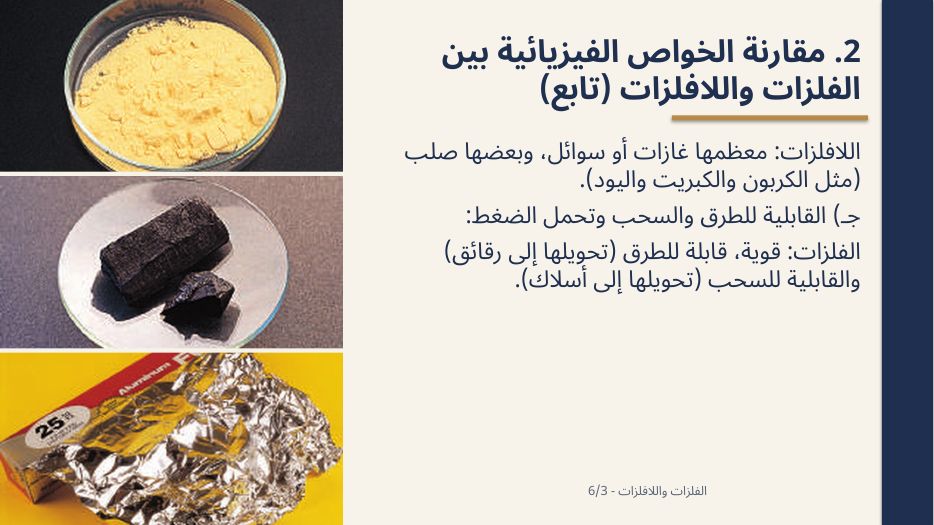 2. مقارنة الخواص الفيزيائية بين
الفلزات واللافلزات (تابع)
اللافلزات: معظمها غازات أو سوائل، وبعضها صلب
(مثل الكربون والكبريت واليود).
جـ) القابلية للطرق والسحب وتحمل الضغط:
الفلزات: قوية، قابلة للطرق (تحويلها إلى رقائق)
والقابلية للسحب (تحويلها إلى أسلاك).
Aluminum
25
الفلزات واللافلزات - 6/3